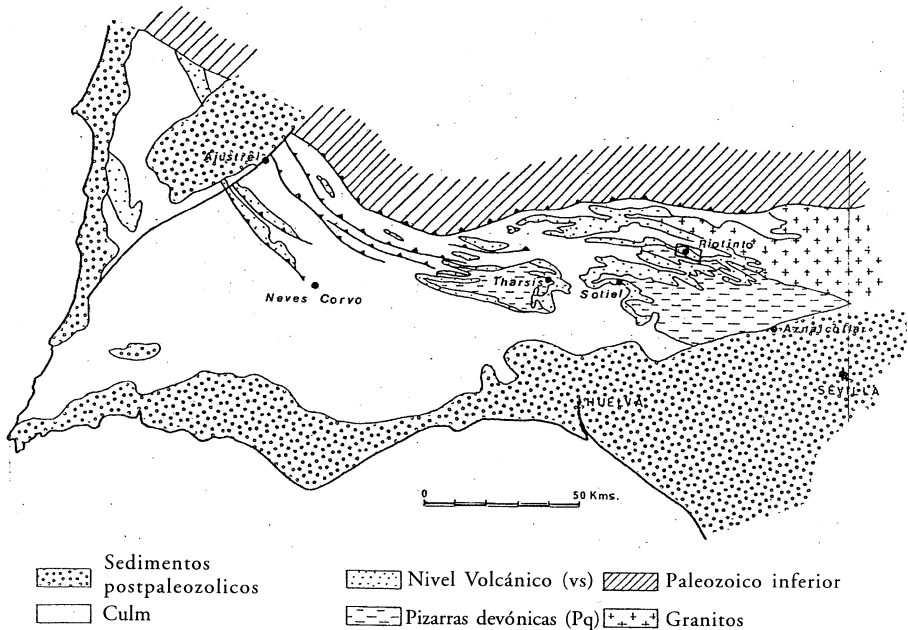 Ajustrel
Riotinto
Tharsis
Sotiel
Neves Corvo
Aznalcollar
SEVILLA
HUELVA
0 50 Kms.
Sedimentos
postpaleozolicos
Culm
Nivel Volcánico (vs)
Pizarras devónicas (Pq)
Paleozoico inferior
Granitos